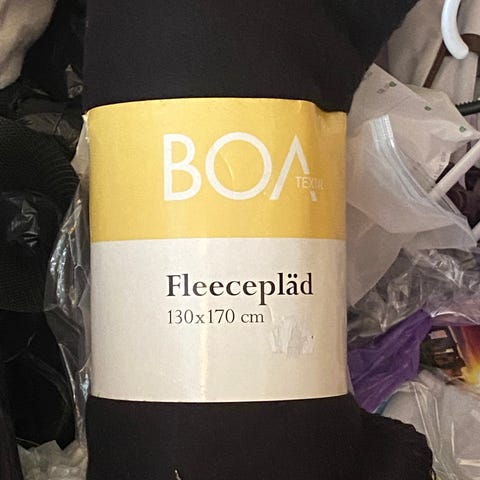 BOA
TEXTIL
Fleecepläd
130x170 cm